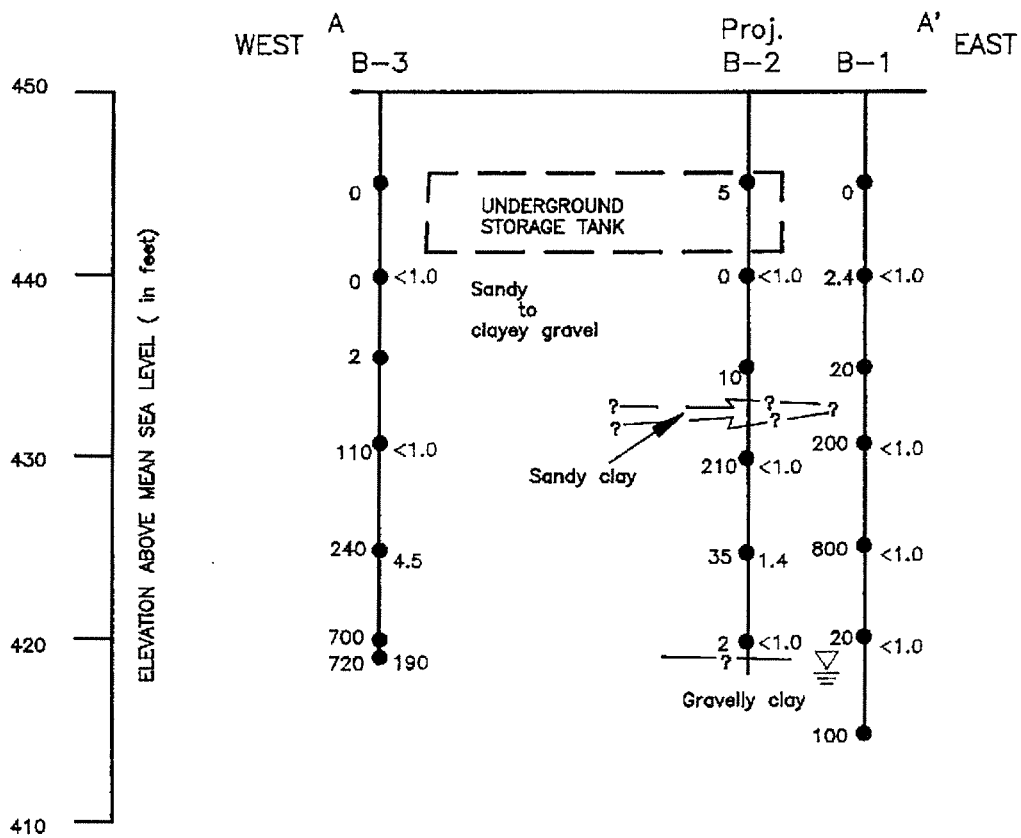 A
A'
WEST
Proj.
EAST
B-3
B-2
B-1
450
0
5
0
UNDERGROUND
STORAGE TANK
440
0
<1.0
0
<1.0
2.4
<1.0
Sandy
to
clayey gravel
2
10
20
?
?
?
?
?
430
110
<1.0
Sandy clay
210
<1.0
200
<1.0
240
4.5
35
1.4
800
<1.0
420
700
2
<1.0
20
<1.0
720
190
?
Gravelly clay
100
410
ELEVATION ABOVE MEAN SEA LEVEL ( in feet)